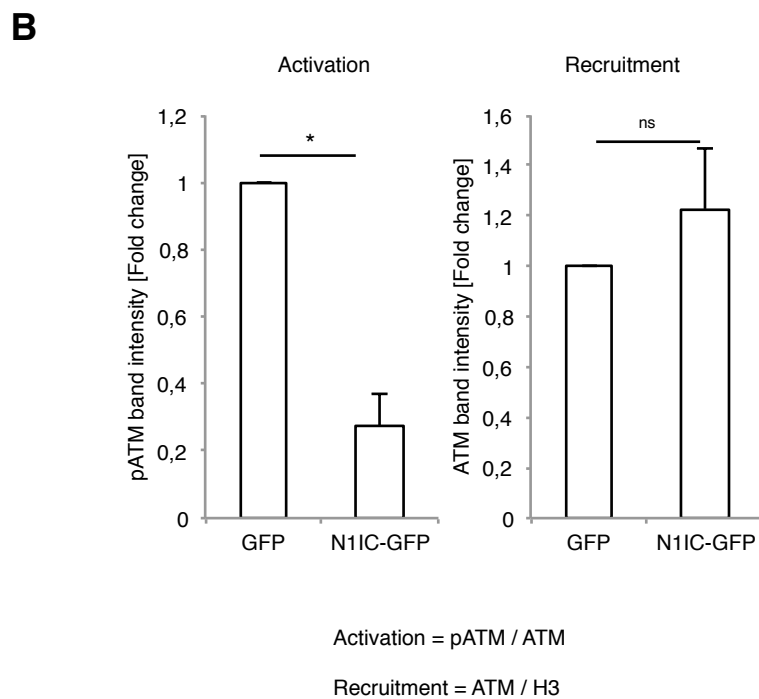 B
Activation
pATM band intensity [Fold change]
1,2
1
0,8
0,6
0,4
0,2
0
*
GFP
N1IC-GFP
Recruitment
ATM band intensity [Fold change]
1,6
1,4
1,2
1
0,8
0,6
0,4
0,2
0
ns
GFP
N1IC-GFP
Activation = pATM / ATM
Recruitment = ATM / H3